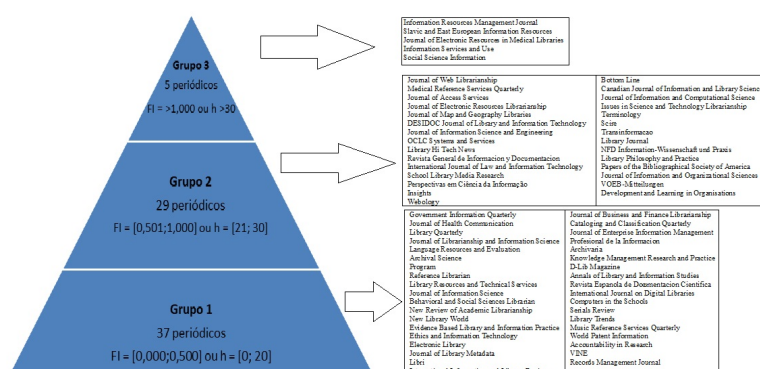 Grupo 3
5 periódicos
FI = >1,000 ou h >30
Grupo 2
29 periódicos
FI = [0,501;1,000] ou h = [21; 30]
Grupo 1
37 periódicos
FI = [0,000;0,500] ou h = [0; 20]
Information Resources Management Journal
Slavic and East European Information Resources
Journal of Electronic Resources in Medical Libraries
Information Services and Use
Social Science Information
Journal of Web Librarianship
Medical Reference Services Quarterly
Journal of Access Services
Journal of Electronic Resources Librarianship
Journal of Map and Geography Libraries
DESIDOC Journal of Library and Information Technology
Journal of Information Science and Engineering
OCLC Systems and Services
Library Hi Tech News
Revista General de Informacion y Documentacion
International Journal of Law and Information Technology
School Library Media Research
Perspectivas em Ciência da Informação
Insights
Webology
Bottom Line
Canadian Journal of Information and Library Science
Journal of Information and Computational Science
Issues in Science and Technology Librarianship
Terminology
Scire
Transinformacao
Library Journal
NFD Information-Wissenschaft und Praxis
Library Philosophy and Practice
Papers of the Bibliographical Society of America
Journal of Information and Organizational Sciences
VOEB-Mitteilungen
Development and Learning in Organisations
Government Information Quarterly
Journal of Health Communication
Library Quarterly
Journal of Librarianship and Information Science
Language Resources and Evaluation
Archival Science
Program
Reference Librarian
Library Resources and Technical Services
Journal of Information Science
Behavioral and Social Sciences Librarian
New Review of Academic Librarianship
New Library World
Evidence Based Library and Information Practice
Ethics and Information Technology
Electronic Library
Journal of Library Metadata
Libri
Journal of Business and Finance Librarianship
Cataloging and Classification Quarterly
Journal of Enterprise Information Management
Profesional de la Informacion
Archivaria
Knowledge Management Research and Practice
D-Lib Magazine
Annals of Library and Information Studies
Revista Espanola de Documentacion Cientifica
International Journal on Digital Libraries
Computers in the Schools
Serials Review
Library Trends
Music Reference Services Quarterly
World Patent Information
Accountability in Research
VINE
Records Management Journal